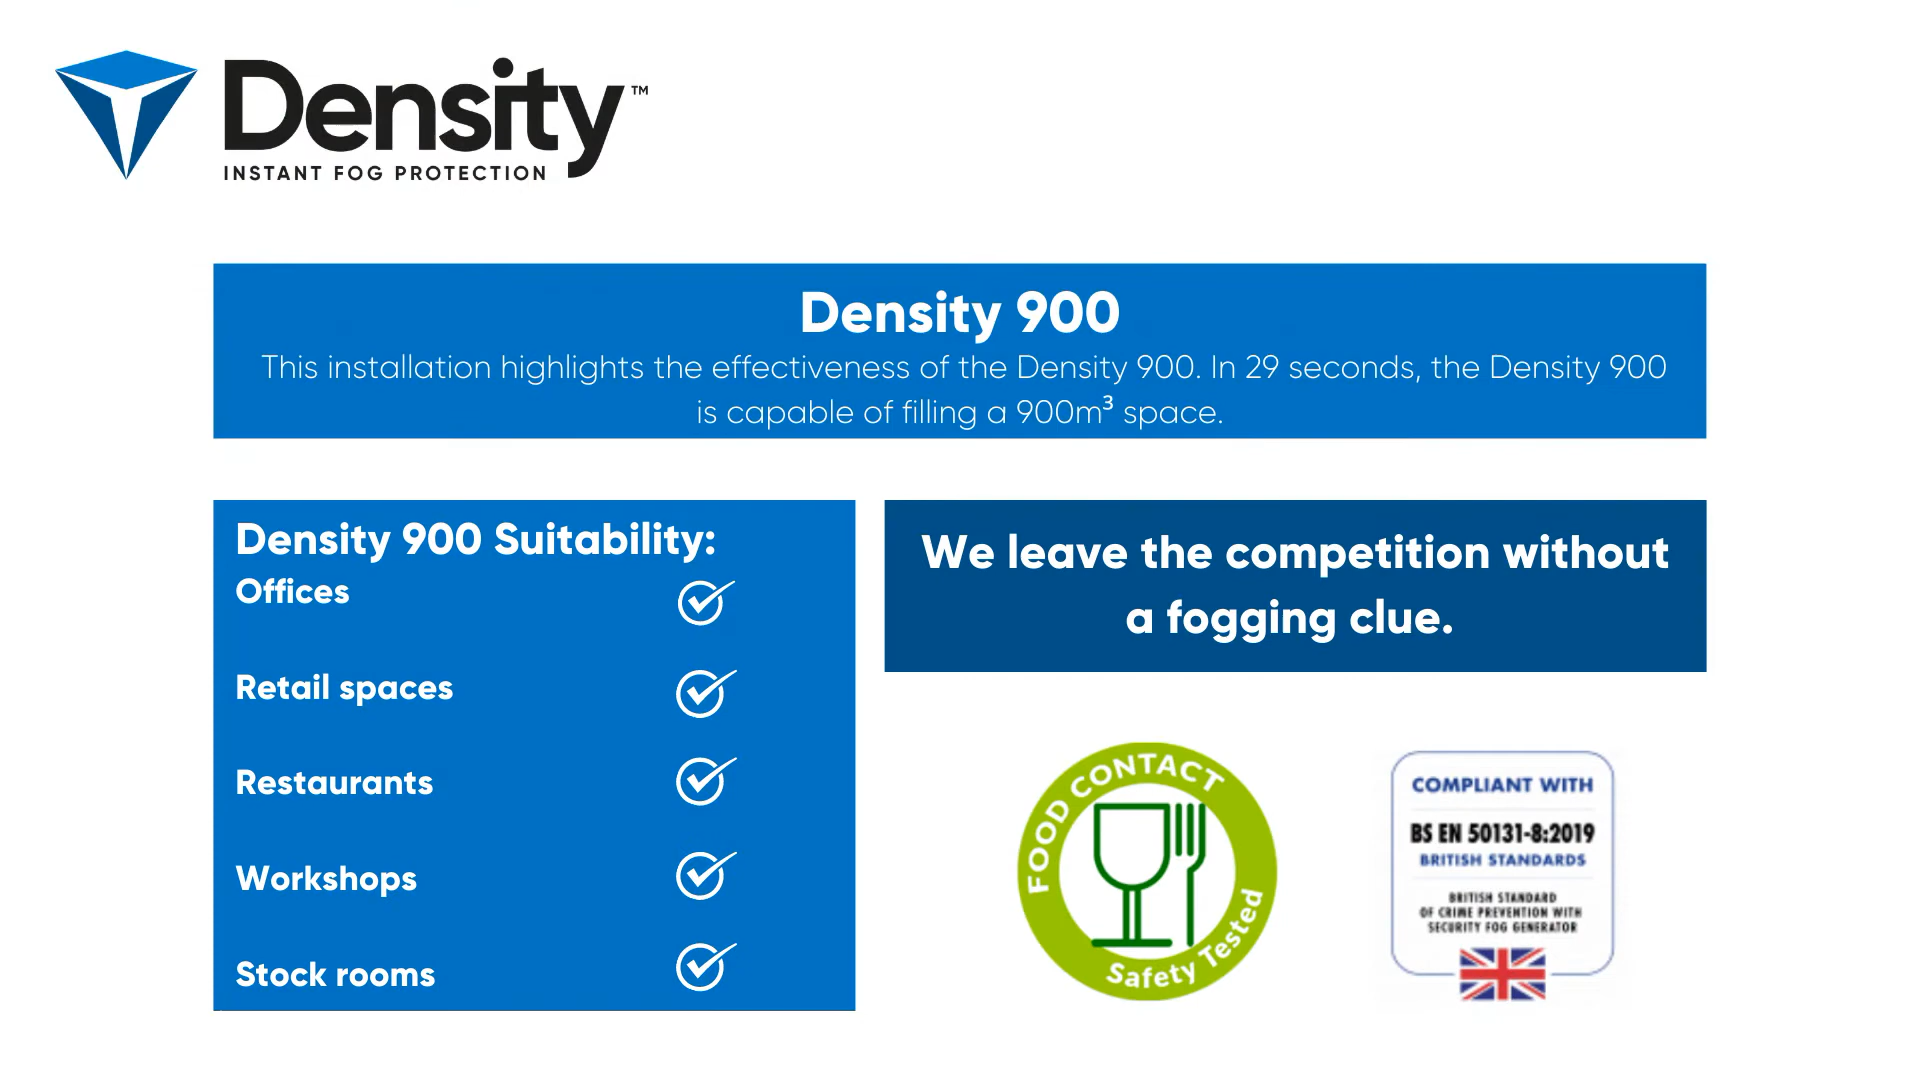 Density™
INSTANT FOG PROTECTION
Density 900
This installation highlights the effectiveness of the Density 900. In 29 seconds, the Density 900
is capable of filling a 900m³ space.
Density 900 Suitability:
Offices
Retail spaces
Restaurants
Workshops
Stock rooms
We leave the competition without
a fogging clue.
FOOD CONTACT
Safety Tested
COMPLIANT WITH
BS EN 50131-8:2019
BRITISH STANDARDS
BRITISH STANDARD
OF CRIME PREVENTION WITH
SECURITY FOG GENERATOR